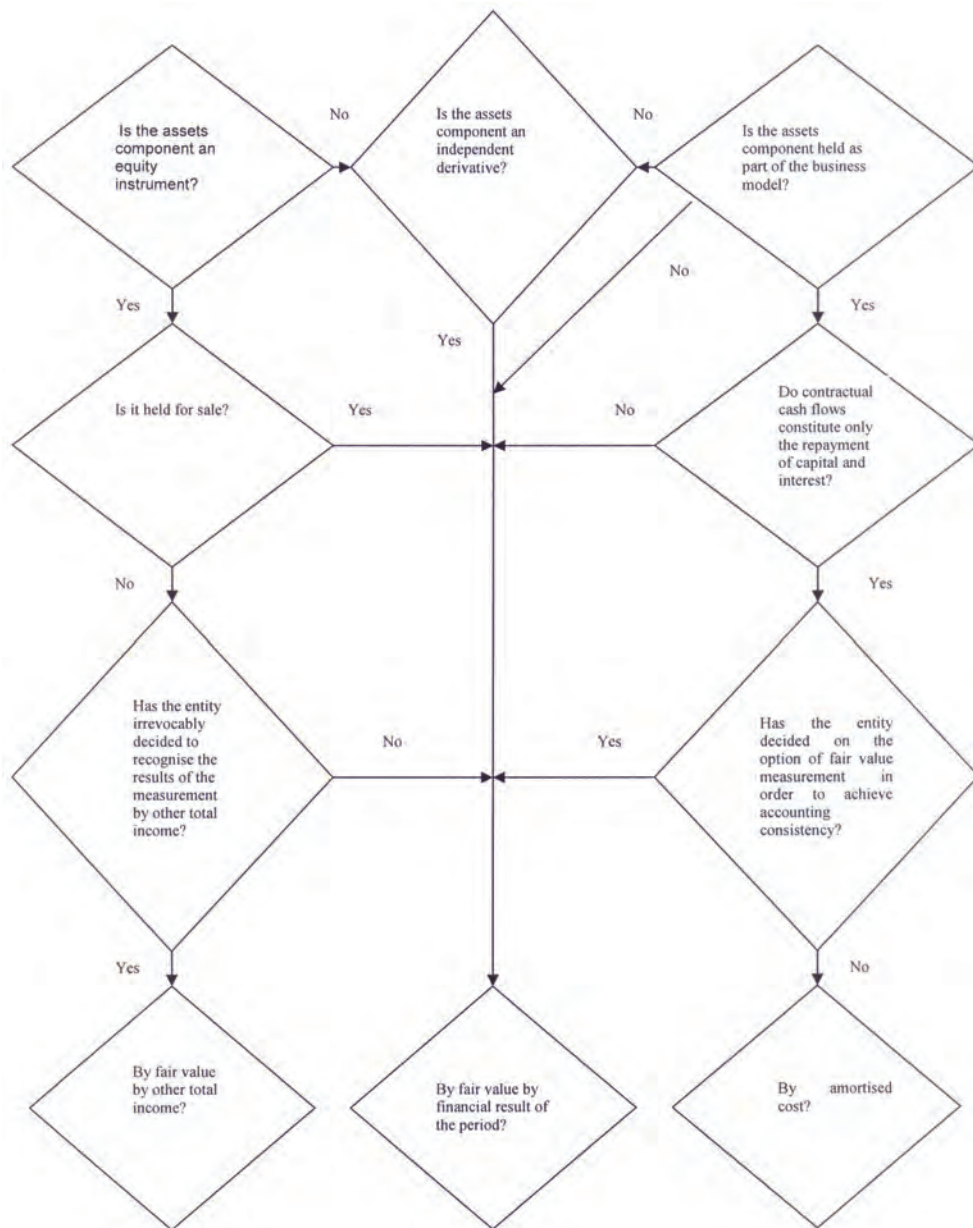 Is the assets
component an
equity
instrument?
No
Is the assets
component an
independent
derivative?
No
Is the assets
component held as
part of the business
model?
No
Yes
Yes
Yes
Is it held for sale?
Yes
No
Do contractual
cash flows
constitute only
the repayment
of capital and
interest?
No
Yes
Has the entity
irrevocably
decided to
recognise the
results of the
measurement
by other total
income?
No
Yes
Has the entity
decided on the
option of fair value
measurement in
order to achieve
accounting
consistency?
Yes
No
By fair value
by other total
income?
By fair value by
financial result of
the period?
By amortised
cost?